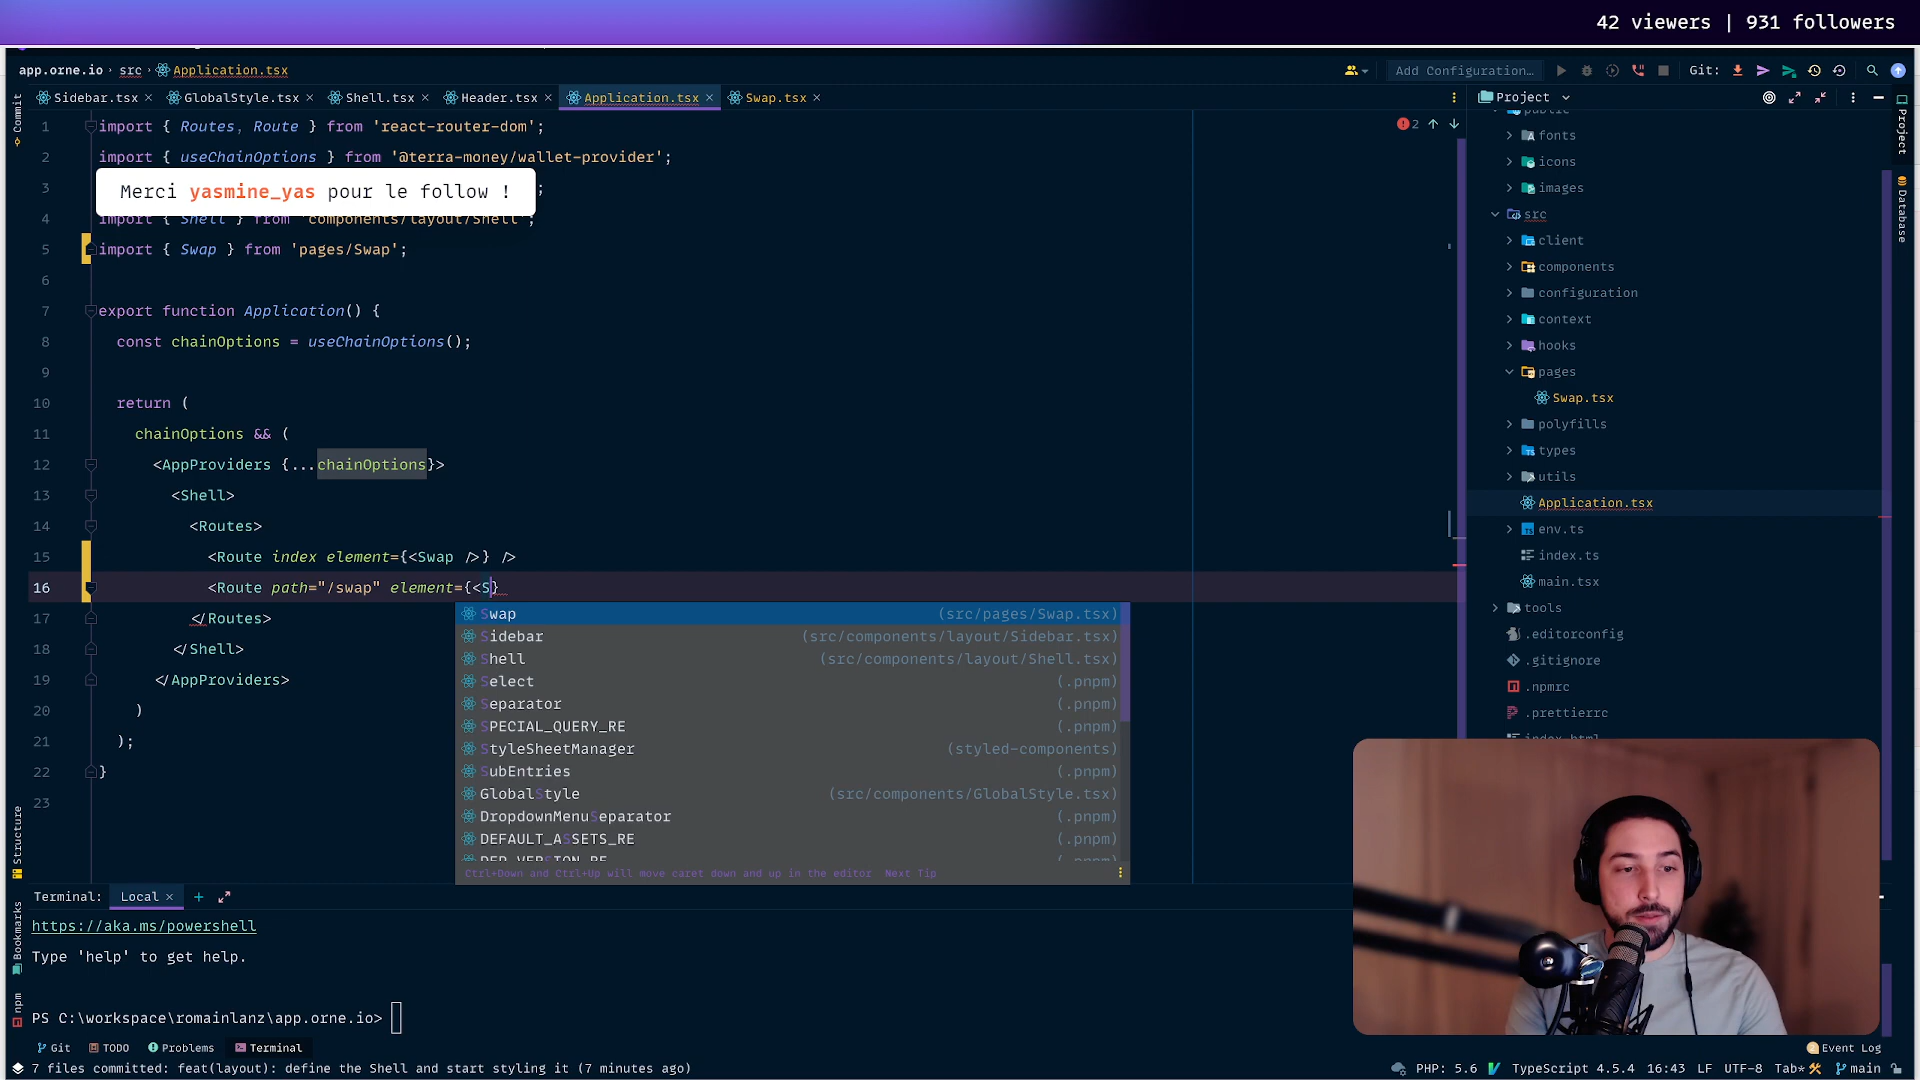 42 viewers | 931 followers
app.orne.io › src › Application.tsx
Add Configuration…
Git:
Commit
Sidebar.tsx
GlobalStyle.tsx
Shell.tsx
Header.tsx
Application.tsx
Swap.tsx
Project
Project
Database
1 import { Routes, Route } from 'react-router-dom';
2 import { useChainOptions } from '@terra-money/wallet-provider';
3 ;
Merci yasmine_yas pour le follow !
4 import { Shell } from 'components/layout/Shell';
5 import { Swap } from 'pages/Swap';
6
7 export function Application() {
8 const chainOptions = useChainOptions();
9
10 return (
11 chainOptions && (
12 <AppProviders {...chainOptions}>
13 <Shell>
14 <Routes>
15 <Route index element={<Swap />} />
16 <Route path="/swap" element={<S}
17 </Routes>
18 </Shell>
19 </AppProviders>
20 )
21 );
22 }
23
2
Swap (src/pages/Swap.tsx)
Sidebar (src/components/layout/Sidebar.tsx)
Shell (src/components/layout/Shell.tsx)
Select (.pnpm)
Separator (.pnpm)
SPECIAL_QUERY_RE (.pnpm)
StyleSheetManager (styled-components)
SubEntries (.pnpm)
GlobalStyle (src/components/GlobalStyle.tsx)
DropdownMenuSeparator (.pnpm)
DEFAULT_ASSETS_RE (.pnpm)
DEP_VERSION_RE (.pnpm)
Ctrl+Down and Ctrl+Up will move caret down and up in the editor Next Tip
public
fonts
icons
images
src
client
components
configuration
context
hooks
pages
Swap.tsx
polyfills
types
utils
Application.tsx
env.ts
index.ts
main.tsx
tools
.editorconfig
.gitignore
.npmrc
.prettierrc
index.html
Structure
Bookmarks
npm
Terminal: Local
https://aka.ms/powershell
Type 'help' to get help.
PS C:\workspace\romainlanz\app.orne.io>
Git
TODO
Problems
Terminal
Event Log
7 files committed: feat(layout): define the Shell and start styling it (7 minutes ago)
PHP: 5.6
TypeScript 4.5.4
16:43
LF
UTF-8
Tab*
main